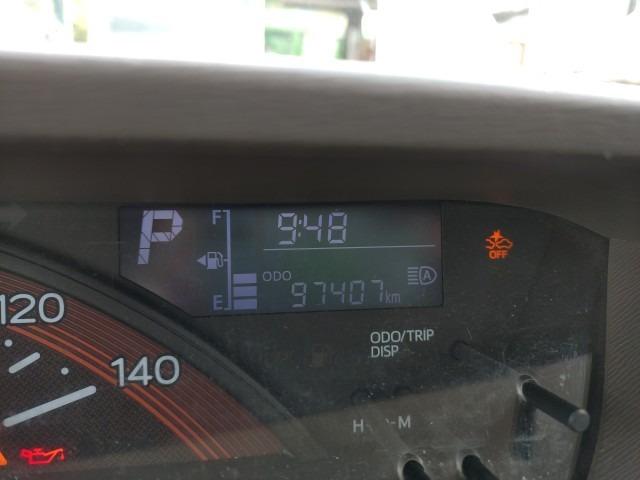 P
F
9:48
E
ODO
97407km
A
OFF
120
140
ODO/TRIP
DISP
H
M